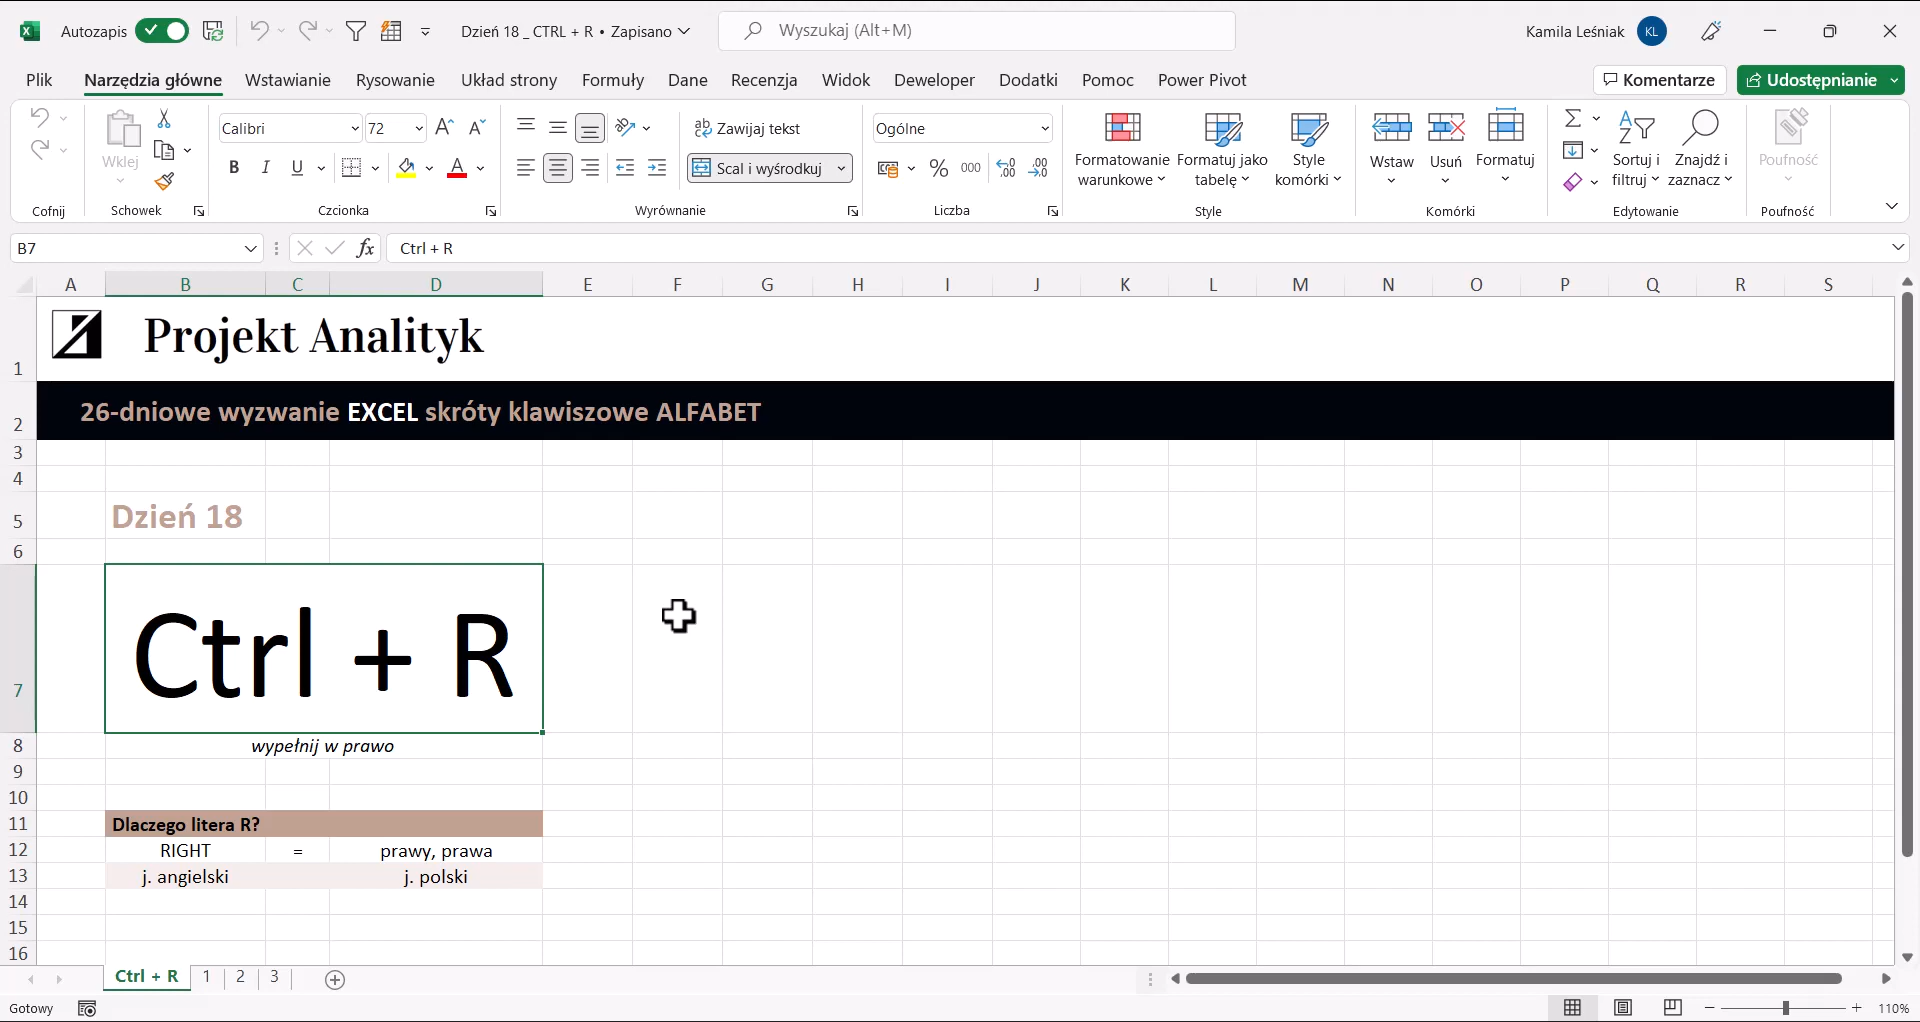 Autozapis
Dzień 18 _ CTRL + R • Zapisano
Wyszukaj (Alt+M)
Kamila Leśniak
KL
Plik
Narzędzia główne
Wstawianie
Rysowanie
Układ strony
Formuły
Dane
Recenzja
Widok
Deweloper
Dodatki
Pomoc
Power Pivot
Komentarze
Udostępnianie
Cofnij
Wklej
Schowek
Calibri
72
B I U
A
Czcionka
Zawijaj tekst
Scal i wyśrodkuj
Wyrównanie
Ogólne
% 000
Liczba
Formatowanie warunkowe
Formatuj jako tabelę
Style komórki
Style
Wstaw
Usuń
Formatuj
Komórki
Sortuj i filtruj
Znajdź i zaznacz
Edytowanie
Poufność
Poufność
B7
fx
Ctrl + R
A B C D E F G H I J K L M N O P Q R S
1
Projekt Analityk
2
26-dniowe wyzwanie EXCEL skróty klawiszowe ALFABET
3
4
5
Dzień 18
6
7
Ctrl + R
8
wypełnij w prawo
9
10
11
Dlaczego litera R?
12
RIGHT = prawy, prawa
13
j. angielski j. polski
14
15
16
Ctrl + R 1 2 3
Gotowy
110%